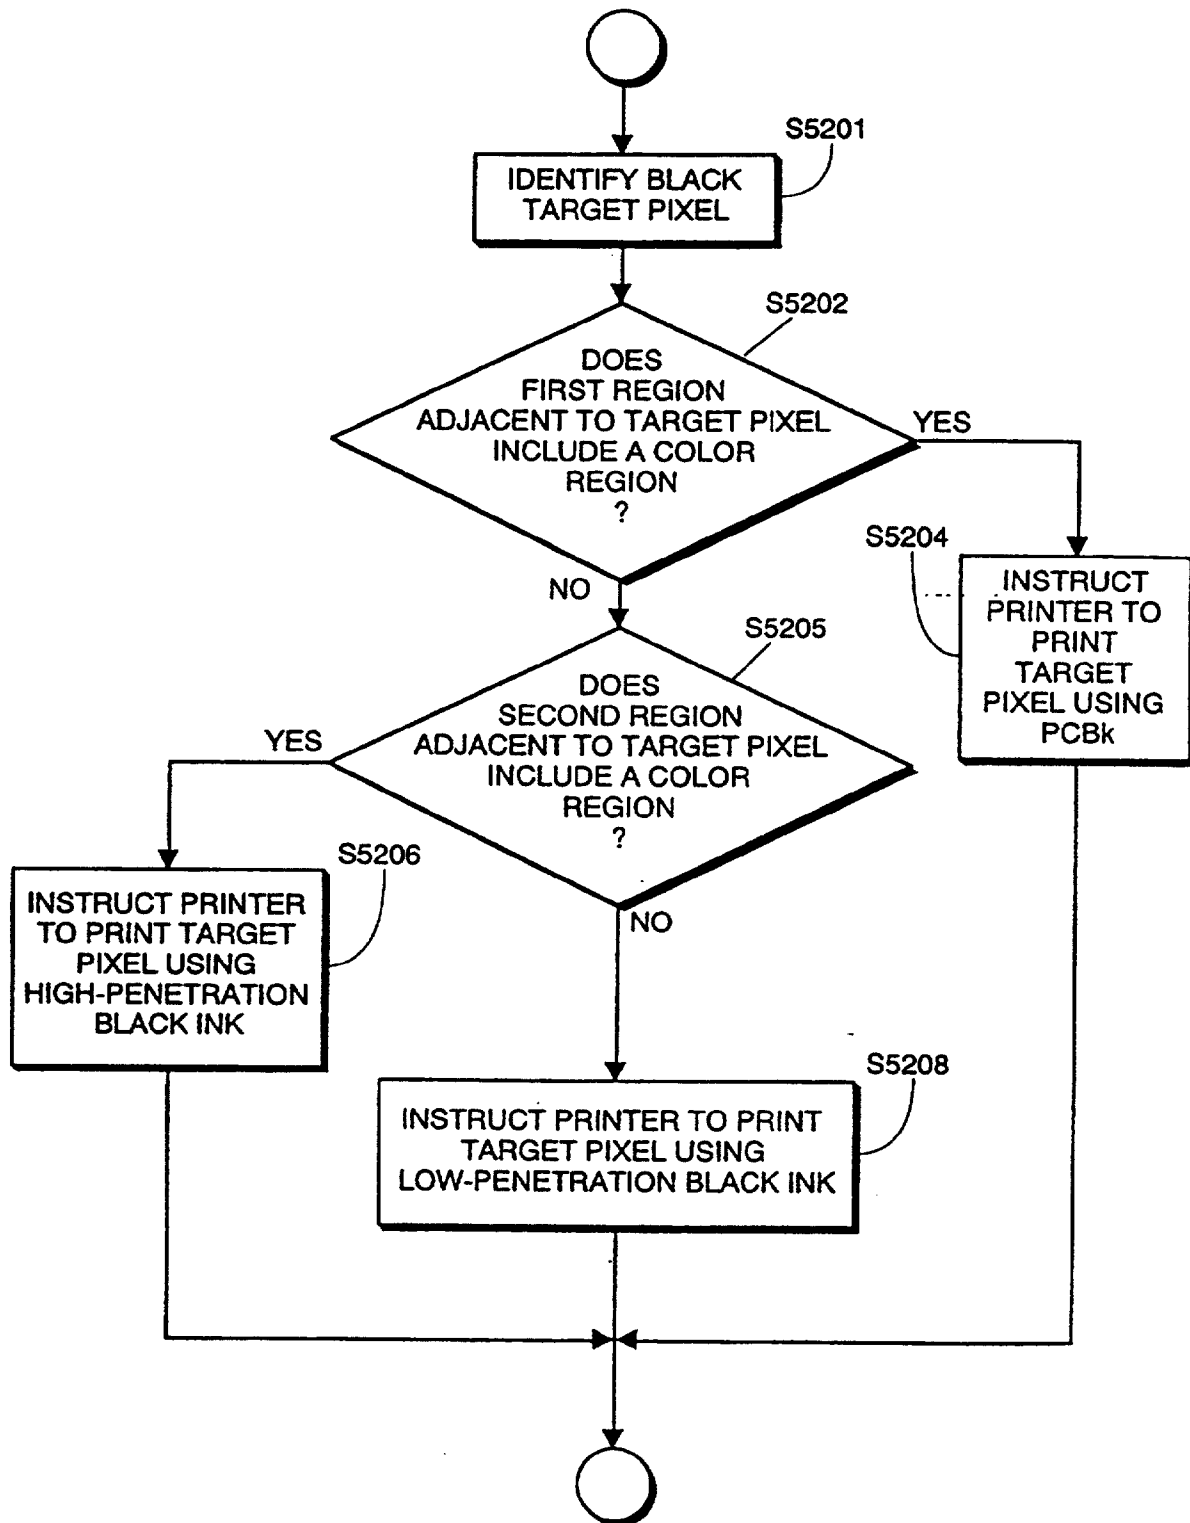 S5201
IDENTIFY BLACK
TARGET PIXEL
S5202
DOES
FIRST REGION
ADJACENT TO TARGET PIXEL
INCLUDE A COLOR
REGION
?
YES
NO
S5204
INSTRUCT
PRINTER TO
PRINT
TARGET
PIXEL USING
PCBk
S5205
DOES
SECOND REGION
ADJACENT TO TARGET PIXEL
INCLUDE A COLOR
REGION
?
YES
NO
S5206
INSTRUCT PRINTER
TO PRINT TARGET
PIXEL USING
HIGH-PENETRATION
BLACK INK
S5208
INSTRUCT PRINTER TO PRINT
TARGET PIXEL USING
LOW-PENETRATION BLACK INK